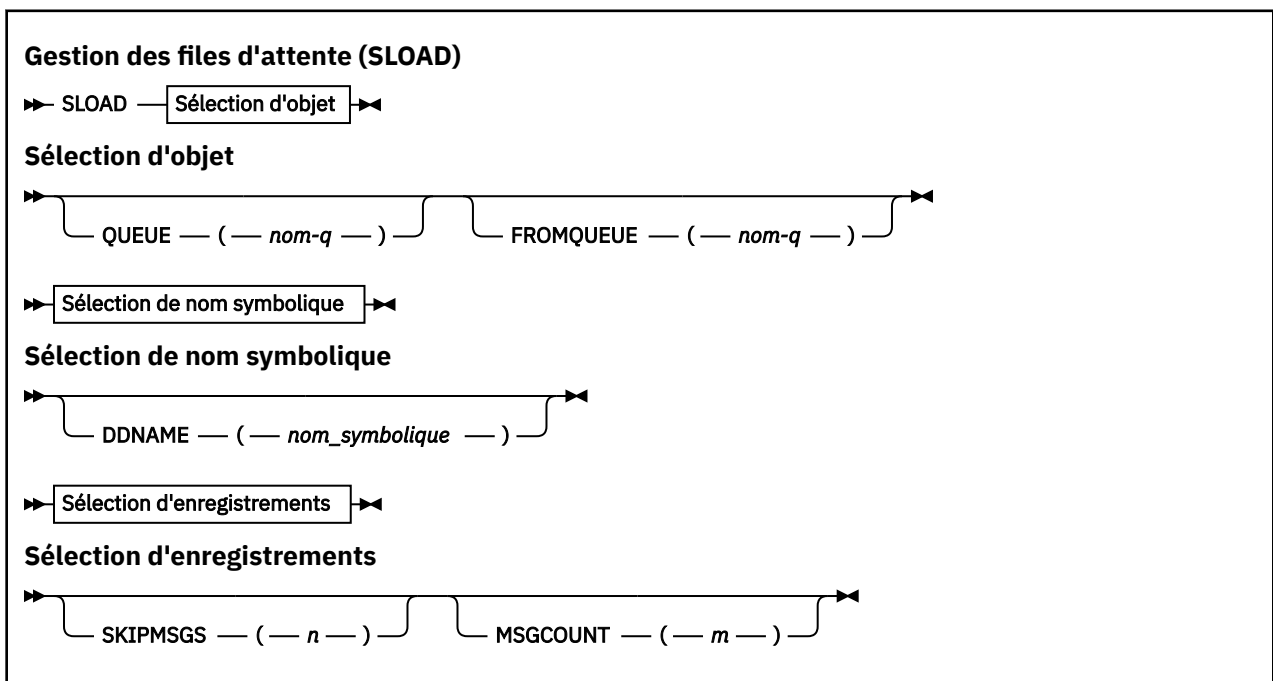 Gestion des files d'attente (SLOAD)
SLOAD Sélection d'objet
Sélection d'objet
QUEUE ( nom-q ) FROMQUEUE ( nom-q )
Sélection de nom symbolique
Sélection de nom symbolique
DDNAME ( nom_symbolique )
Sélection d'enregistrements
Sélection d'enregistrements
SKIPMSGS ( n ) MSGCOUNT ( m )